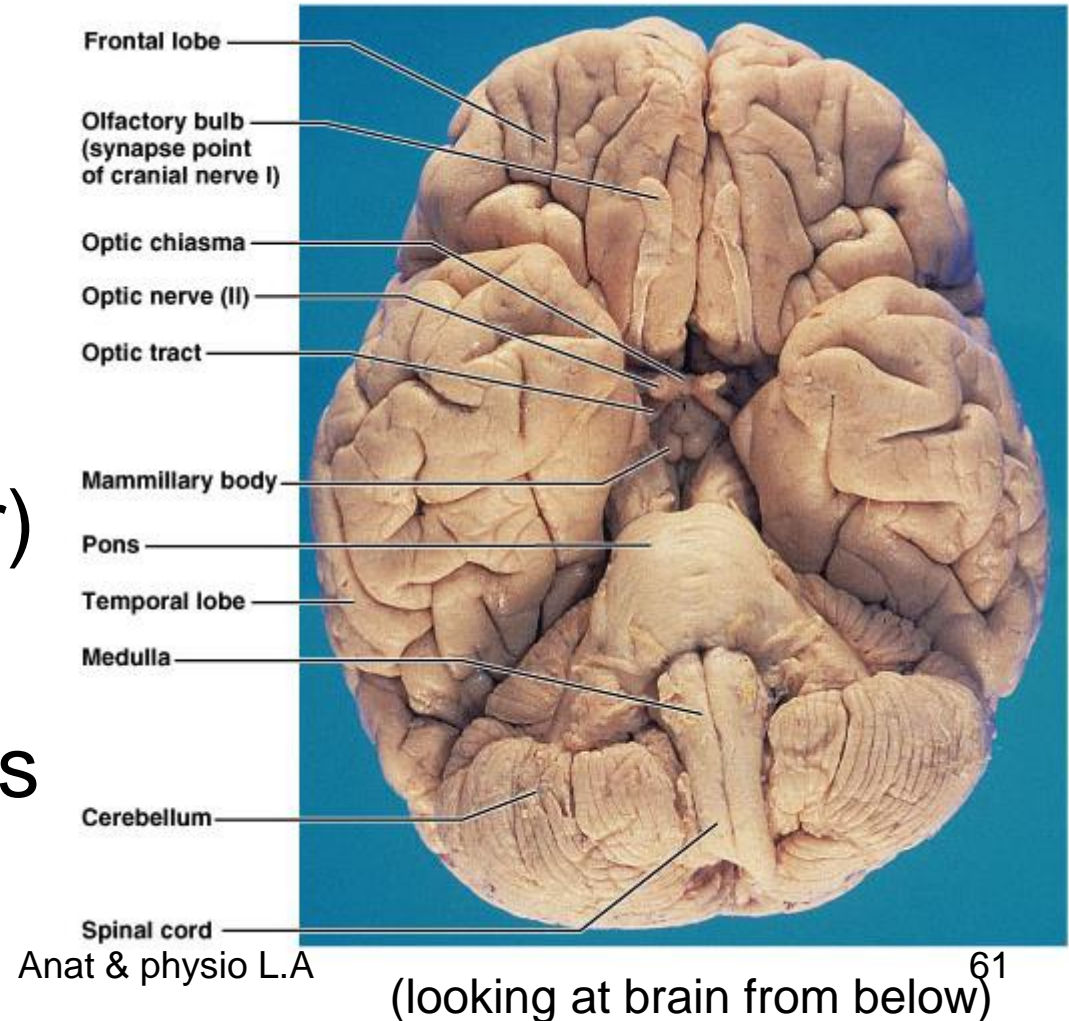 Frontal lobe
Olfactory bulb
(synapse point
of cranial nerve I)
Optic chiasma
Optic nerve (II)
Optic tract
Mammillary body
r)
Pons
Temporal lobe
Medulla
s
Cerebellum
Spinal cord
Anat & physio L.A
61
(looking at brain from below)